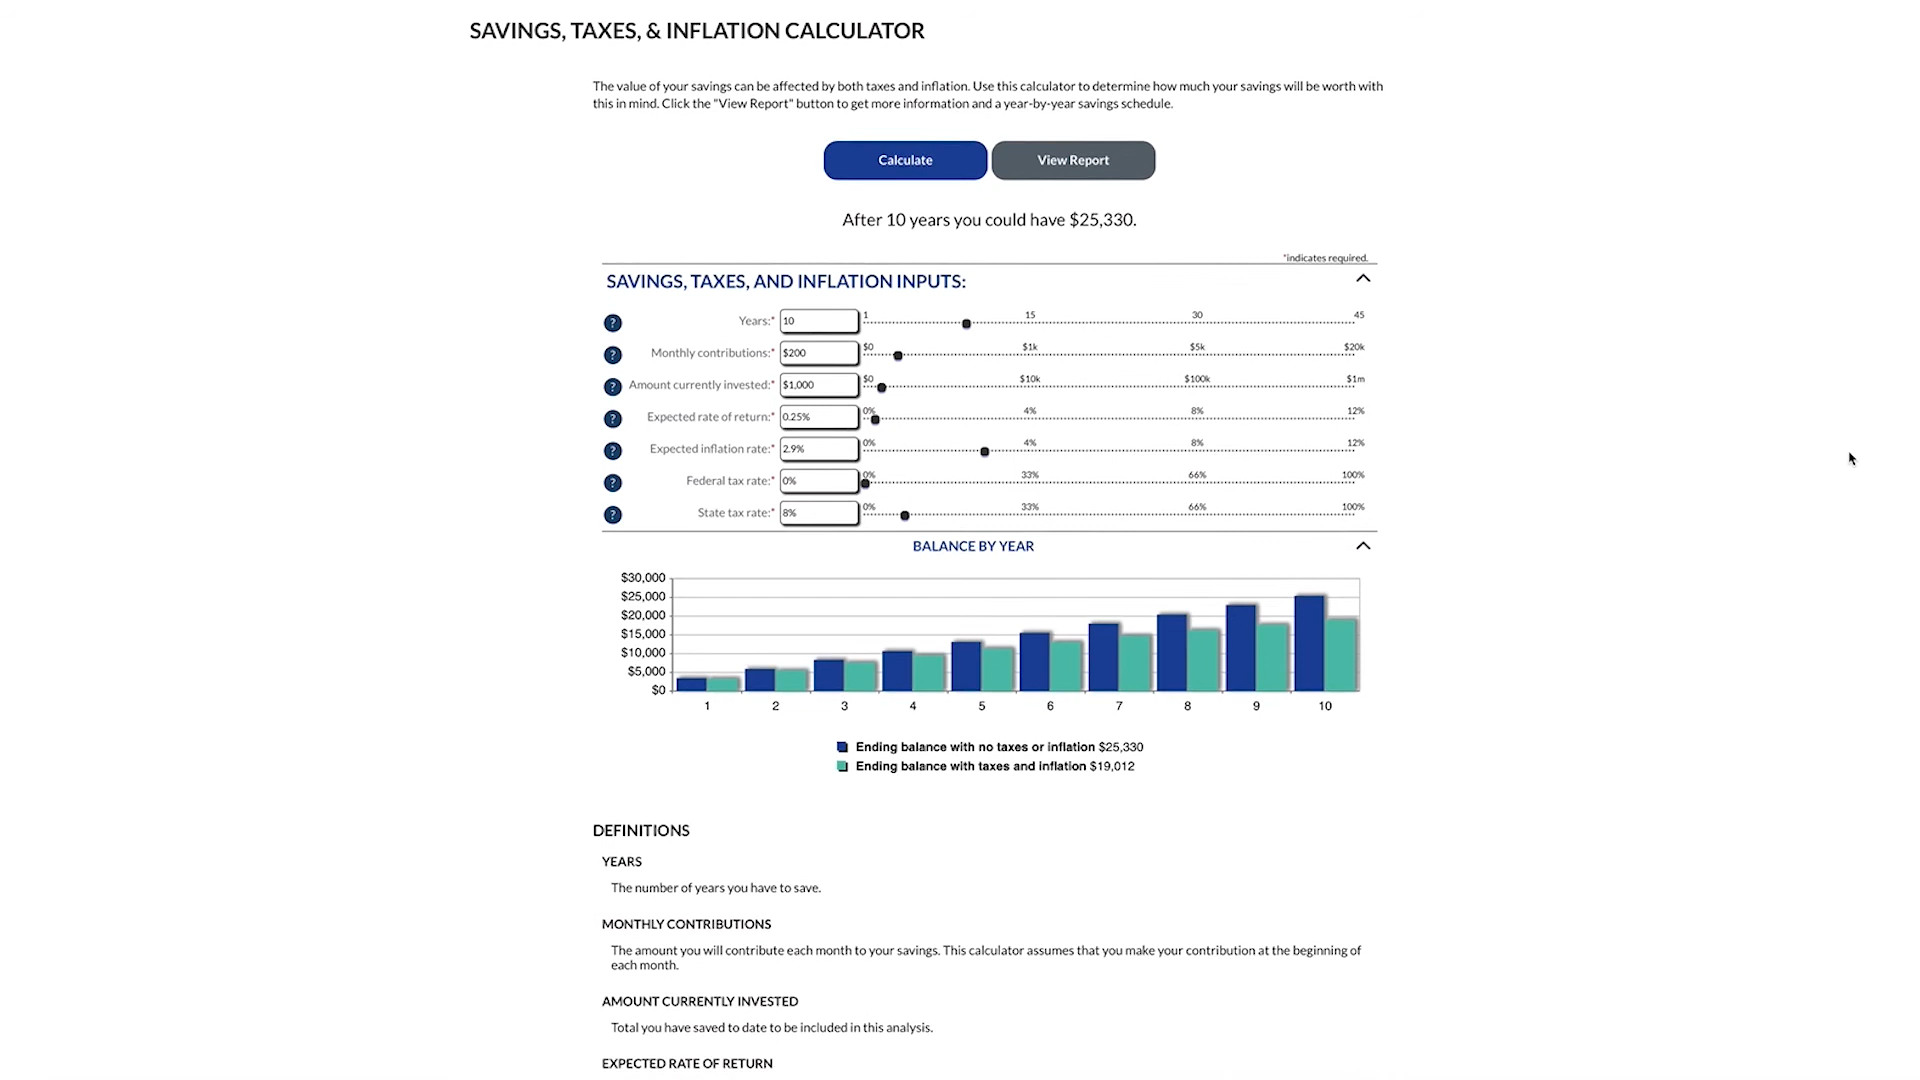 SAVINGS, TAXES, & INFLATION CALCULATOR
The value of your savings can be affected by both taxes and inflation. Use this calculator to determine how much your savings will be worth with
this in mind. Click the "View Report" button to get more information and a year-by-year savings schedule.
Calculate View Report
After 10 years you could have $25,330.
*indicates required.
SAVINGS, TAXES, AND INFLATION INPUTS:
? Years:* 10 1 15 30 45
? Monthly contributions:* $200 $0 $1k $5k $20k
? Amount currently invested:* $1,000 $0 $10k $100k $1m
? Expected rate of return:* 0.25% 0% 4% 8% 12%
? Expected inflation rate:* 2.9% 0% 4% 8% 12%
? Federal tax rate:* 0% 0% 33% 66% 100%
? State tax rate:* 8% 0% 33% 66% 100%
BALANCE BY YEAR
$30,000
$25,000
$20,000
$15,000
$10,000
$5,000
$0
1 2 3 4 5 6 7 8 9 10
Ending balance with no taxes or inflation $25,330
Ending balance with taxes and inflation $19,012
DEFINITIONS
YEARS
The number of years you have to save.
MONTHLY CONTRIBUTIONS
The amount you will contribute each month to your savings. This calculator assumes that you make your contribution at the beginning of
each month.
AMOUNT CURRENTLY INVESTED
Total you have saved to date to be included in this analysis.
EXPECTED RATE OF RETURN